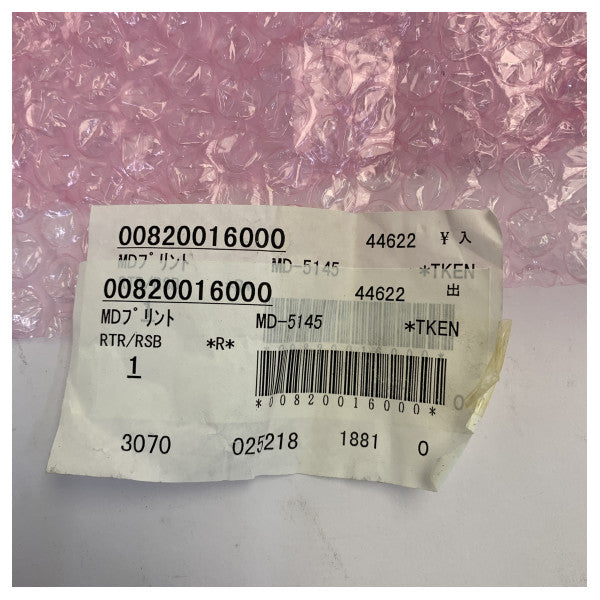 00820016000 44622 ¥入
MDプリント MD-5145 *TKEN
00820016000 44622 出
MDプリント MD-5145 *TKEN
RTR/RSB *R*
1
*00820016000*
3070 025218 1881 0